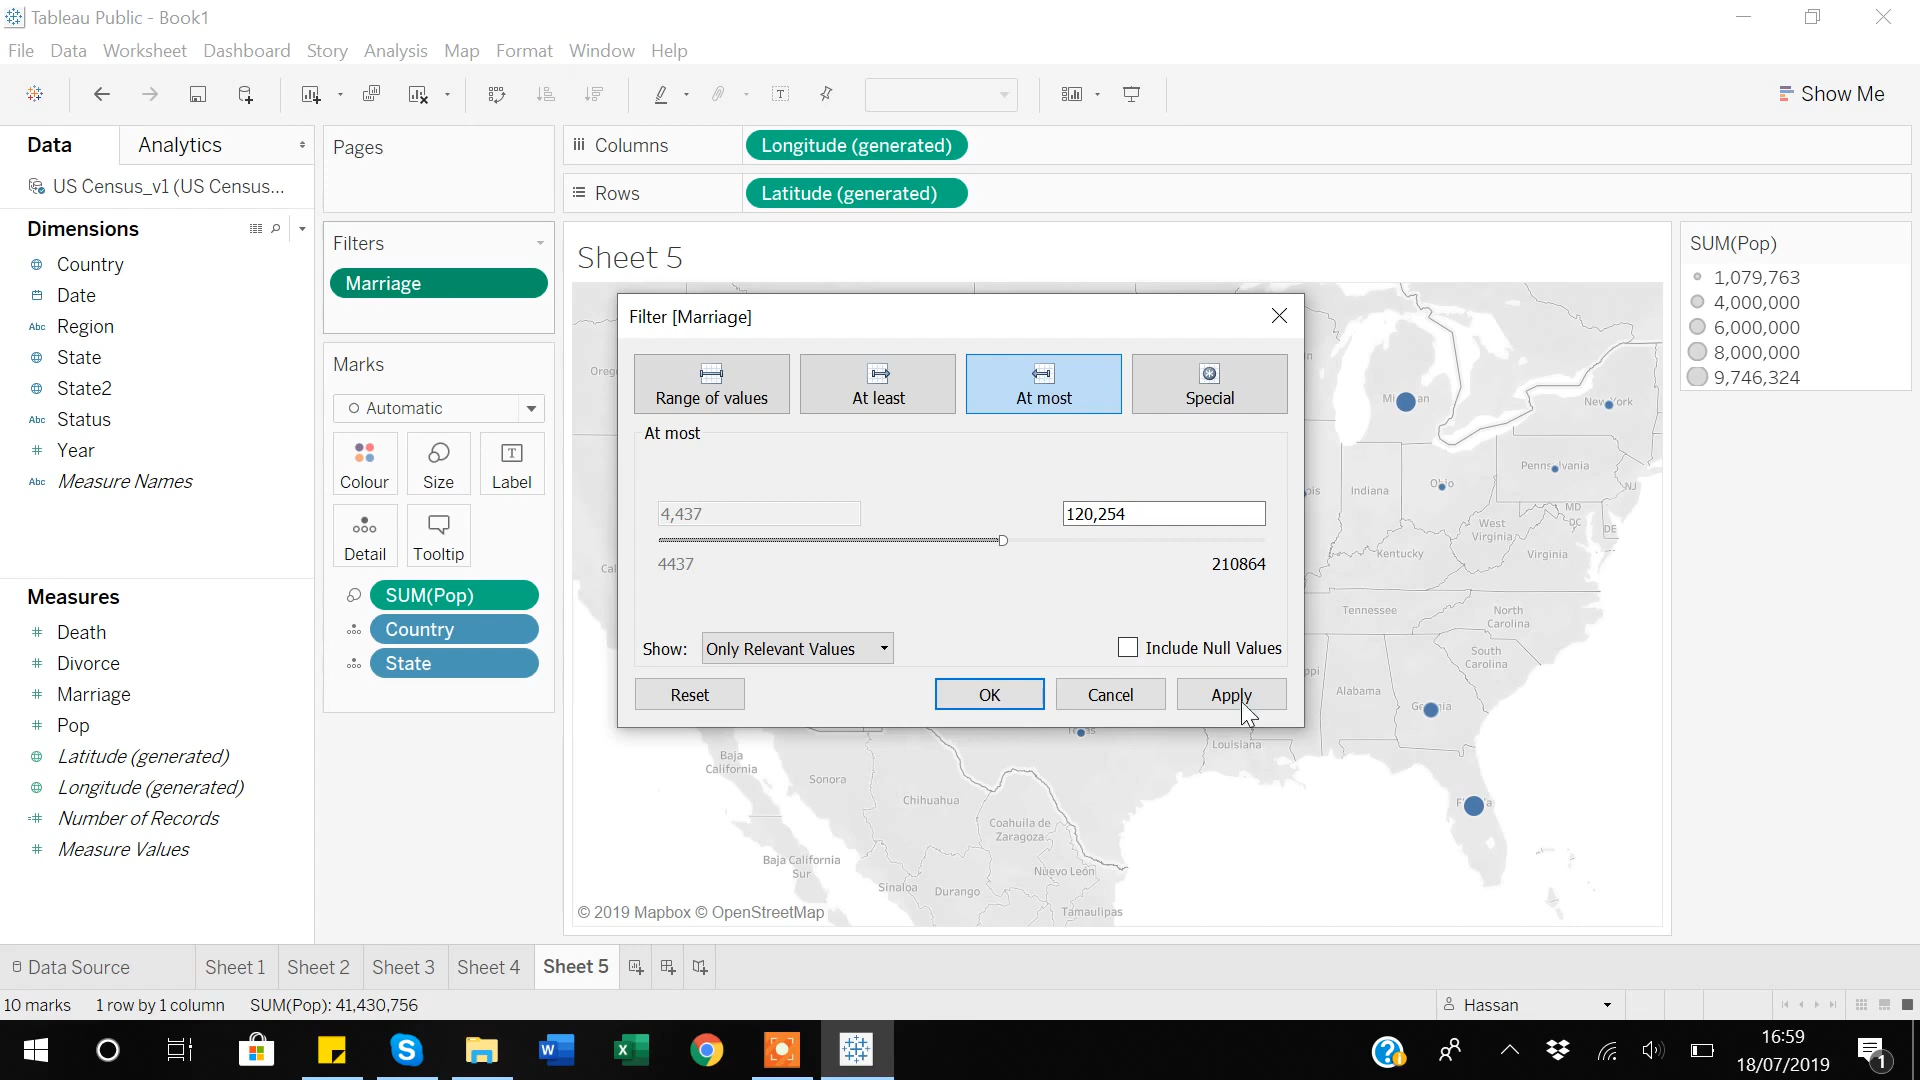 Tableau Public - Book1
File Data Worksheet Dashboard Story Analysis Map Format Window Help
Show Me
Data
Analytics
US Census_v1 (US Census...
Dimensions
Country
Date
Abc Region
State
State2
Abc Status
# Year
Abc Measure Names
Measures
# Death
# Divorce
# Marriage
# Pop
Latitude (generated)
Longitude (generated)
# Number of Records
# Measure Values
Pages
Filters
Marriage
Marks
Automatic
Colour Size Label
Detail Tooltip
SUM(Pop)
Country
State
Columns Longitude (generated)
Rows Latitude (generated)
Sheet 5
Filter [Marriage]
Range of values At least At most Special
At most
4,437 120,254
4437 210864
Show: Only Relevant Values Include Null Values
Reset OK Cancel Apply
New York
Pennsylvania
Indiana
NJ
MD
DC
DE
West
Virginia
Virginia
Kentucky
Tennessee
North
Carolina
South
Carolina
Alabama
Louisiana
Baja
California
Sonora
Chihuahua
Coahuila de
Zaragoza
Baja California
Sur
Sinaloa
Durango
Nuevo León
Tamaulipas
© 2019 Mapbox © OpenStreetMap
SUM(Pop)
1,079,763
4,000,000
6,000,000
8,000,000
9,746,324
Data Source Sheet 1 Sheet 2 Sheet 3 Sheet 4 Sheet 5
10 marks 1 row by 1 column SUM(Pop): 41,430,756
Hassan
16:59
18/07/2019
1